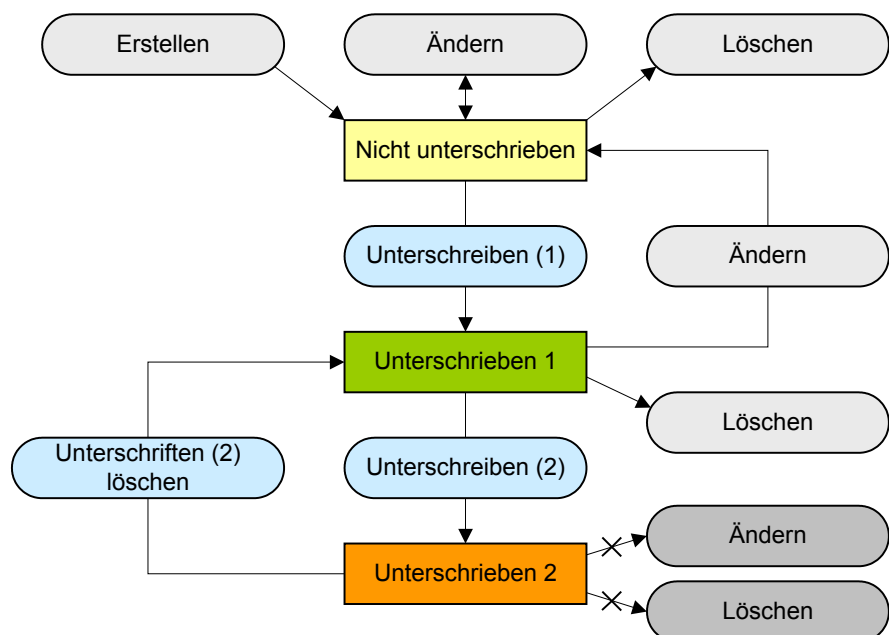 Erstellen
Ändern
Löschen
Nicht unterschrieben
Unterschreiben (1)
Ändern
Unterschrieben 1
Löschen
Unterschriften (2)
löschen
Unterschreiben (2)
Ändern
Unterschrieben 2
Löschen